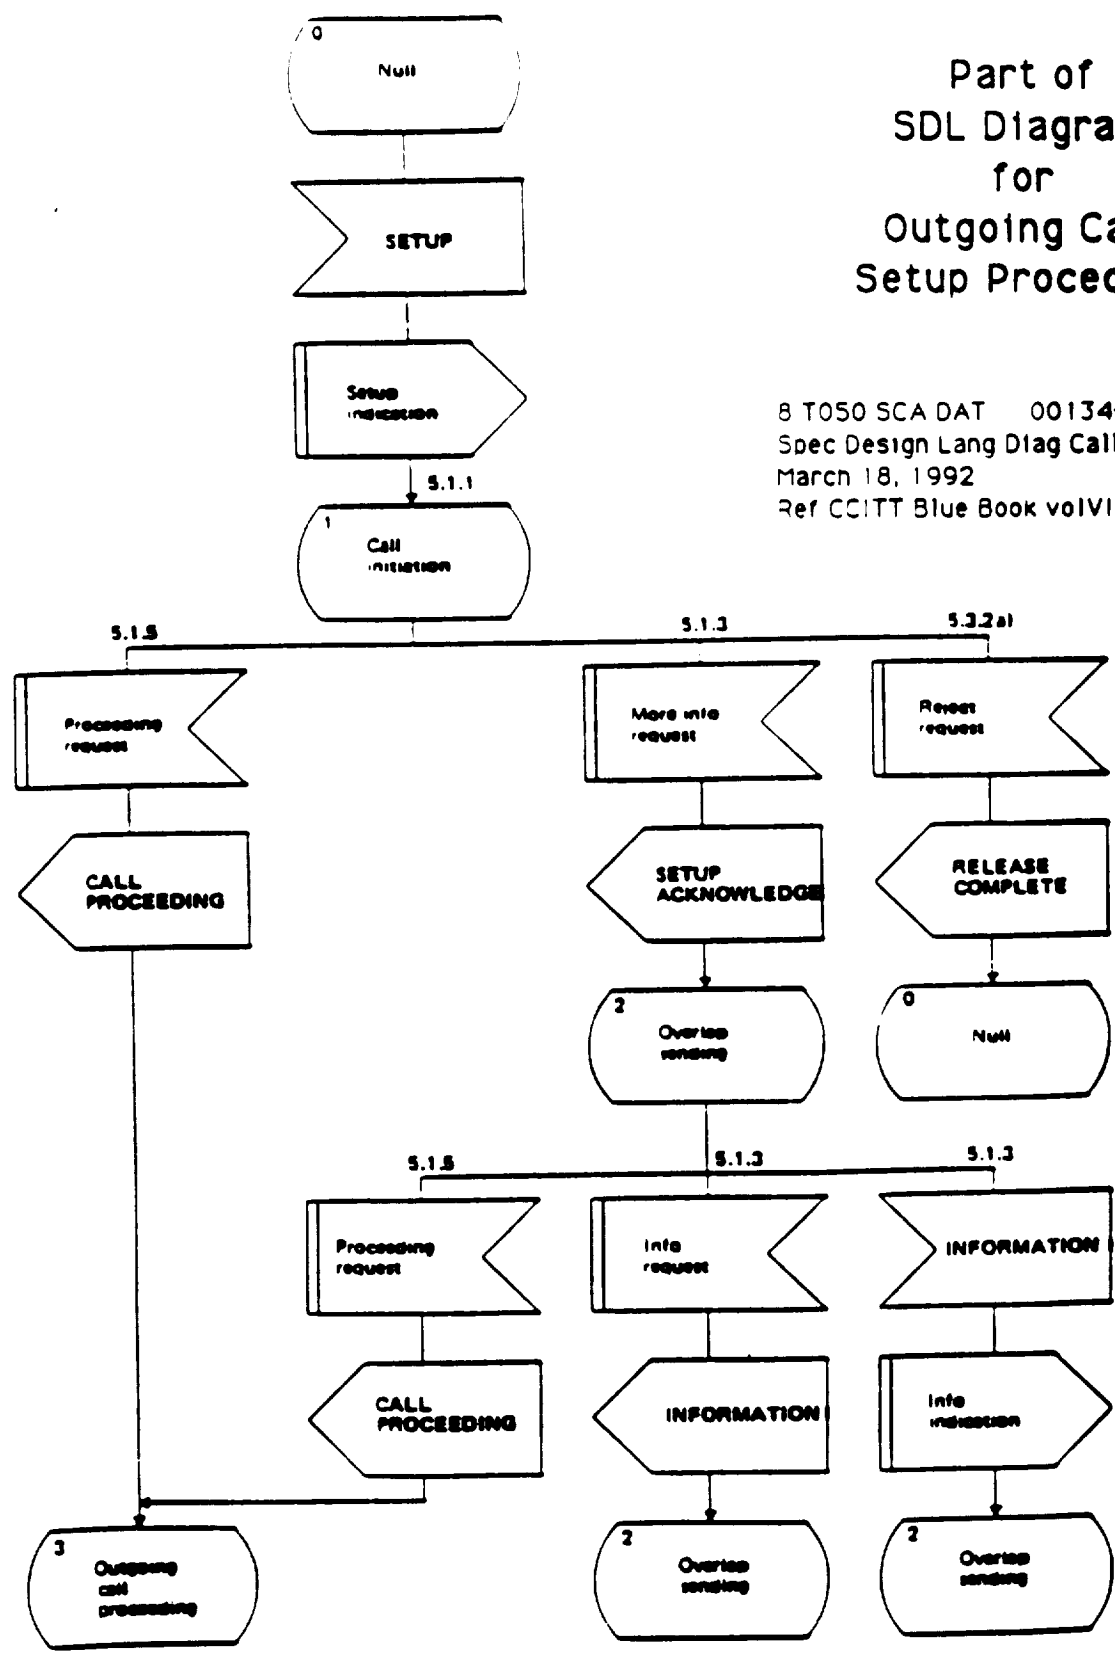 0
Null
Part of
SDL Diagra
for
Outgoing Ca
Setup Proced
SETUP
Setup
indication
8 T050 SCA DAT 00134
Spec Design Lang Diag Call
March 18, 1992
Ref CCITT Blue Book volVI
5.1.1
1
Call
initiation
5.1.5
5.1.3
5.3.2a)
Proceeding
request
More info
request
Reject
request
CALL
PROCEEDING
SETUP
ACKNOWLEDGE
RELEASE
COMPLETE
2
Overlap
sending
0
Null
5.1.5
5.1.3
5.1.3
Proceeding
request
Info
request
INFORMATION
CALL
PROCEEDING
INFORMATION
Info
indication
3
Outgoing
call
proceeding
2
Overlap
sending
2
Overlap
sending